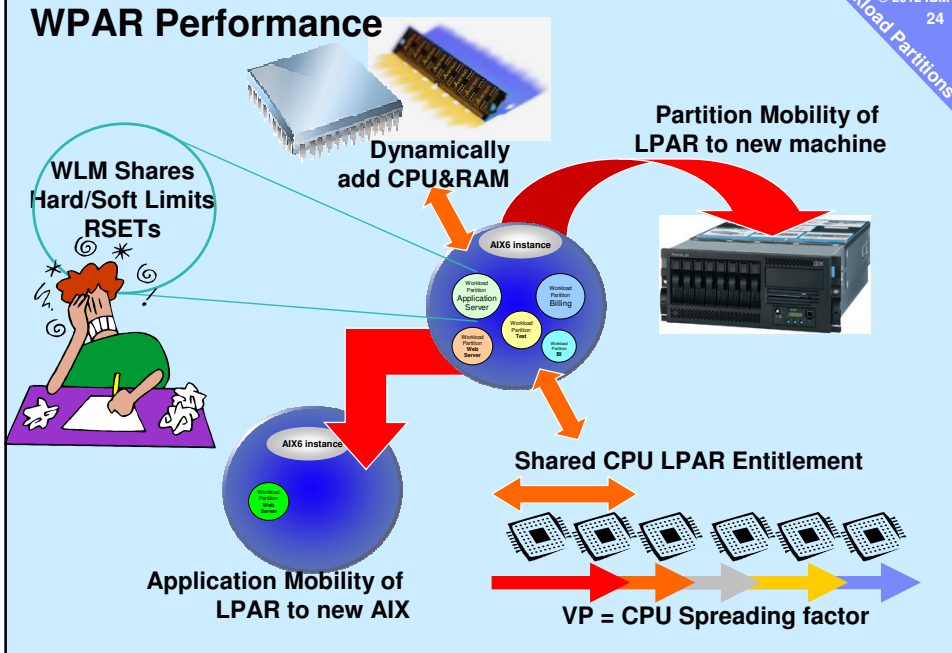 WPAR Performance
© 2012 IBM
24
Workload Partitions
Dynamically
add CPU&RAM
Partition Mobility of
LPAR to new machine
WLM Shares
Hard/Soft Limits
RSETs
AIX6 instance
Workload
Partition
Application
Server
Workload
Partition
Billing
Workload
Partition
Test
Workload
Partition
Web
Server
Workload
Partition
BI
IBM
AIX6 instance
Workload
Partition
Web
Server
Application Mobility of
LPAR to new AIX
Shared CPU LPAR Entitlement
VP = CPU Spreading factor